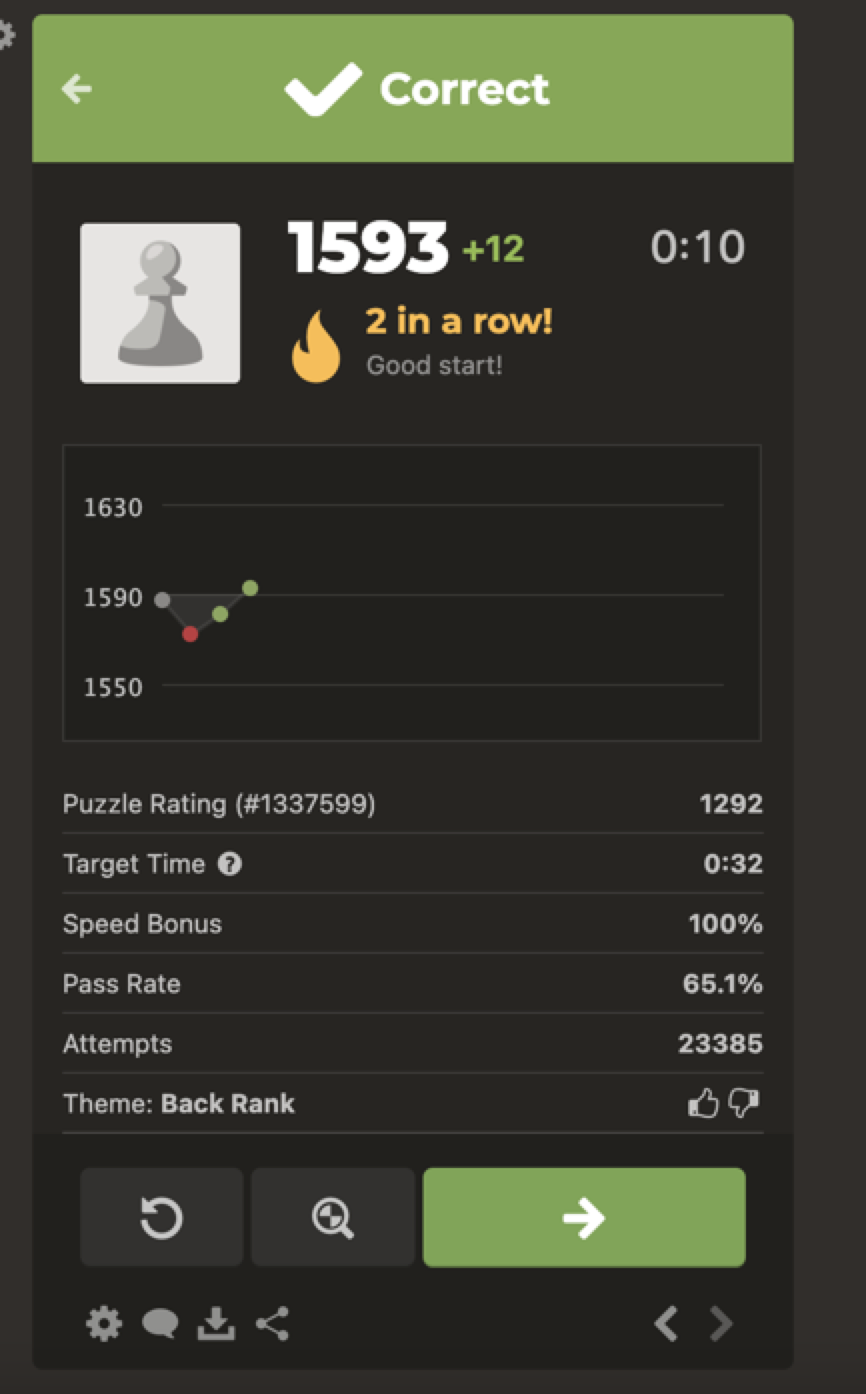 Correct
1593 +12 0:10
2 in a row!
Good start!
1630
1590
1550
Puzzle Rating (#1337599) 1292
Target Time ? 0:32
Speed Bonus 100%
Pass Rate 65.1%
Attempts 23385
Theme: Back Rank